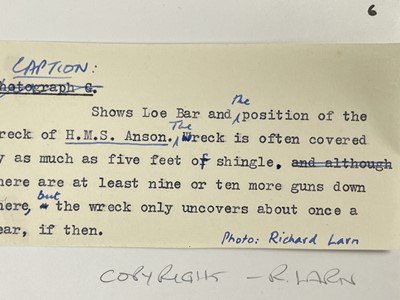 6
CAPTION:
Photograph G.
Shows Loe Bar and the position of the
reck of H.M.S. Anson. The Wreck is often covered
y as much as five feet of shingle. and although
here are at least nine or ten more guns down
here, but the wreck only uncovers about once a
ear, if then.
Photo: Richard Larn
COPYRIGHT - R. LARN